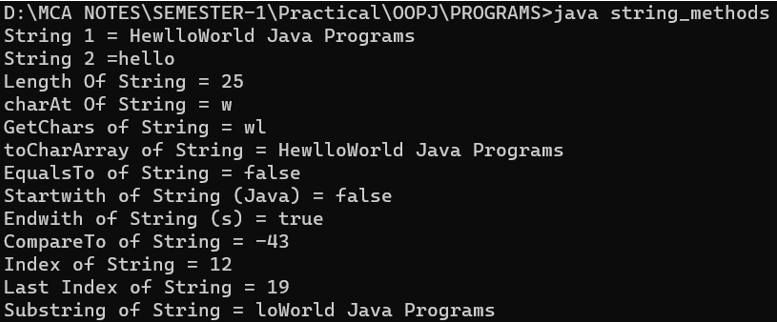 D:\MCA NOTES\SEMESTER-1\Practical\OOPJ\PROGRAMS>java string_methods
String 1 = HewlloWorld Java Programs
String 2 =hello
Length Of String = 25
charAt Of String = w
GetChars of String = wl
toCharArray of String = HewlloWorld Java Programs
EqualsTo of String = false
Startwith of String (Java) = false
Endwith of String (s) = true
CompareTo of String = -43
Index of String = 12
Last Index of String = 19
Substring of String = loWorld Java Programs